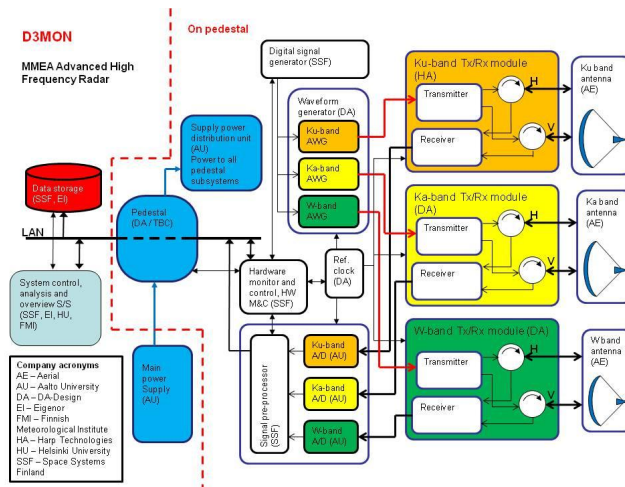 D3MON
On pedestal
MMEA Advanced High
Frequency Radar
Digital signal
generator (SSF)
Supply power
distribution unit
(AU)
Power to all
pedestal
subsystems
Waveform
generator (DA)
Ku-band
AWG
Ka-band
AWG
W-band
AWG
Ku-band Tx/Rx module
(HA)
Transmitter
Receiver
H
V
Ku band
antenna
(AE)
Data storage
(SSF, EI)
LAN
Pedestal
(DA / TBC)
Ka-band Tx/Rx module
(DA)
Transmitter
Receiver
H
V
Ka band
antenna
(AE)
System control,
analysis and
overview S/S
(SSF, EI, HU,
FMI)
Hardware
monitor and
control, HW
M&C (SSF)
Ref.
clock
(DA)
Main
power
Supply
(AU)
Signal pre-processor
(SSF)
Ku-band
A/D (AU)
Ka-band
A/D (AU)
W-band
A/D (AU)
W-band Tx/Rx module (DA)
Transmitter
Receiver
H
V
W band
antenna
(AE)
Company acronyms
AE – Aerial
AU – Aalto University
DA – DA-Design
EI – Eigenor
FMI – Finnish
Meteorological Institute
HA – Harp Technologies
HU – Helsinki University
SSF – Space Systems
Finland